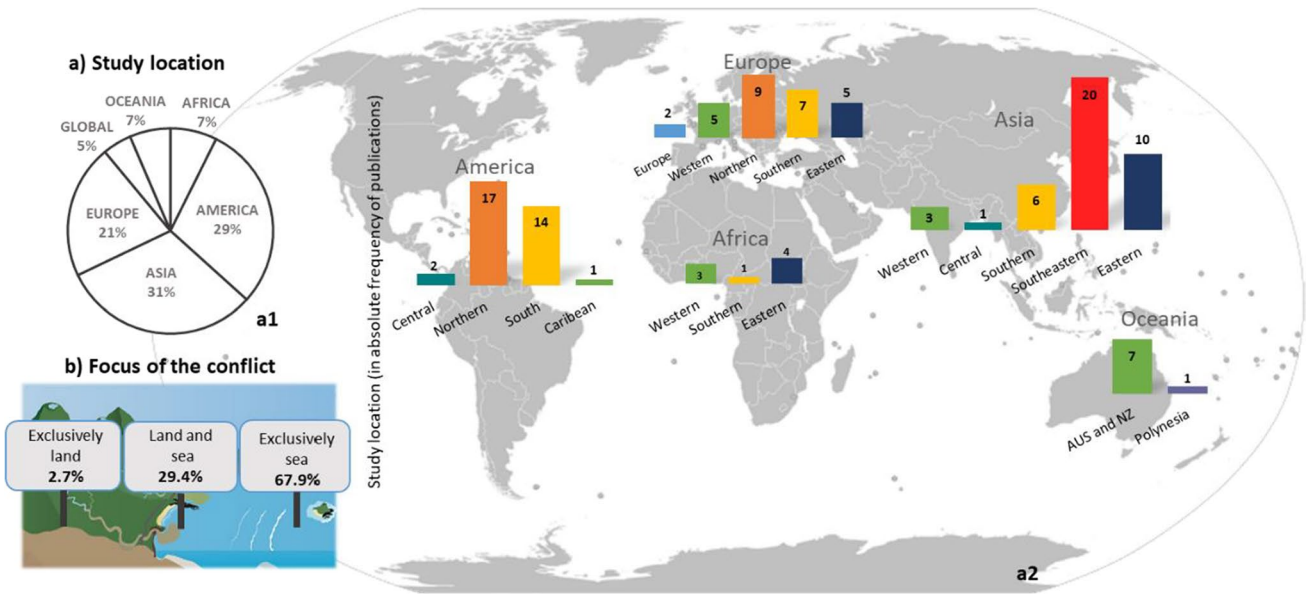 a) Study location
OCEANIA
7%
AFRICA
7%
GLOBAL
5%
AMERICA
29%
EUROPE
21%
ASIA
31%
a1
b) Focus of the conflict
Exclusively
land
2.7%
Land and
sea
29.4%
Exclusively
sea
67.9%
Study location (in absolute frequency of publications)
America
2
17
14
1
Central
Northern
South
Caribean
Europe
2
5
9
7
5
Europe
Western
Northern
Southern
Eastern
Africa
3
1
4
Western
Southern
Eastern
Asia
3
1
6
20
10
Western
Central
Southern
Southeastern
Eastern
Oceania
7
1
AUS and NZ
Polynesia
a2